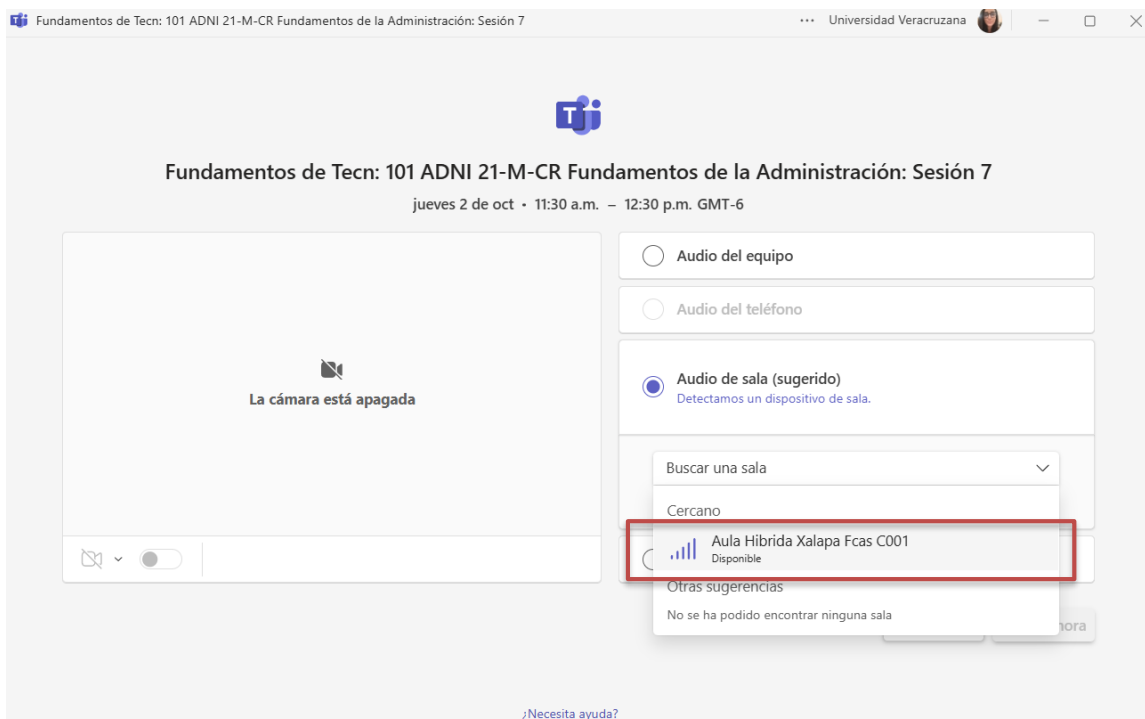 Fundamentos de Tecn: 101 ADNI 21-M-CR Fundamentos de la Administración: Sesión 7
... Universidad Veracruzana
Fundamentos de Tecn: 101 ADNI 21-M-CR Fundamentos de la Administración: Sesión 7
jueves 2 de oct • 11:30 a.m. – 12:30 p.m. GMT-6
La cámara está apagada
Audio del equipo
Audio del teléfono
Audio de sala (sugerido)
Detectamos un dispositivo de sala.
Buscar una sala
Cercano
Aula Hibrida Xalapa Fcas C001
Disponible
Otras sugerencias
No se ha podido encontrar ninguna sala
¿Necesita ayuda?